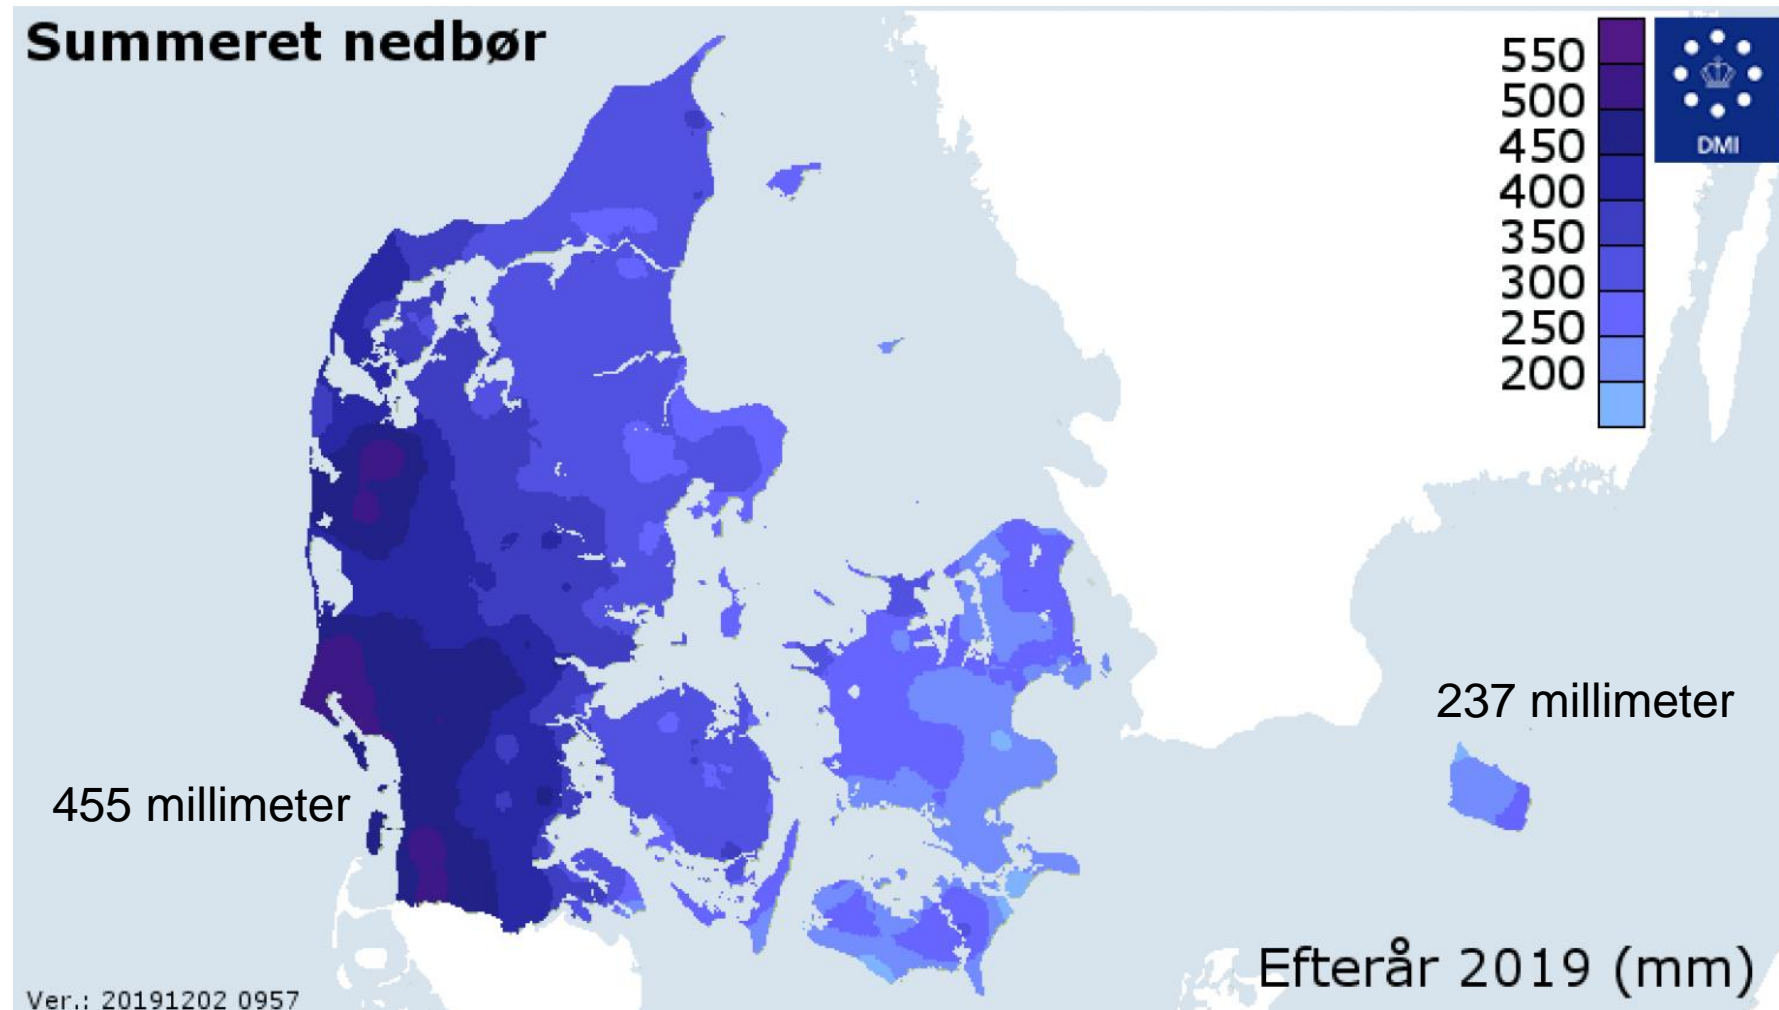 Summeret nedbør
550
500
450
400
350
300
250
200
DMI
237 millimeter
455 millimeter
Efterår 2019 (mm)
Ver.: 20191202 0957